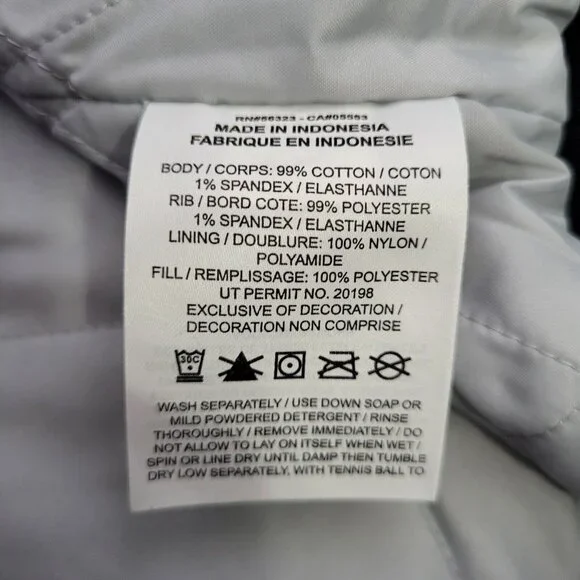 RN#56323 - CA#05553
MADE IN INDONESIA
FABRIQUE EN INDONESIE
BODY / CORPS: 99% COTTON / COTON
1% SPANDEX / ELASTHANNE
RIB / BORD COTE: 99% POLYESTER
1% SPANDEX / ELASTHANNE
LINING / DOUBLURE: 100% NYLON /
POLYAMIDE
FILL / REMPLISSAGE: 100% POLYESTER
UT PERMIT NO. 20198
EXCLUSIVE OF DECORATION /
DECORATION NON COMPRISE
30C
WASH SEPARATELY / USE DOWN SOAP OR
MILD POWDERED DETERGENT / RINSE
THOROUGHLY / REMOVE IMMEDIATELY / DO
NOT ALLOW TO LAY ON ITSELF WHEN WET /
SPIN OR LINE DRY UNTIL DAMP THEN TUMBLE
DRY LOW SEPARATELY, WITH TENNIS BALL TO